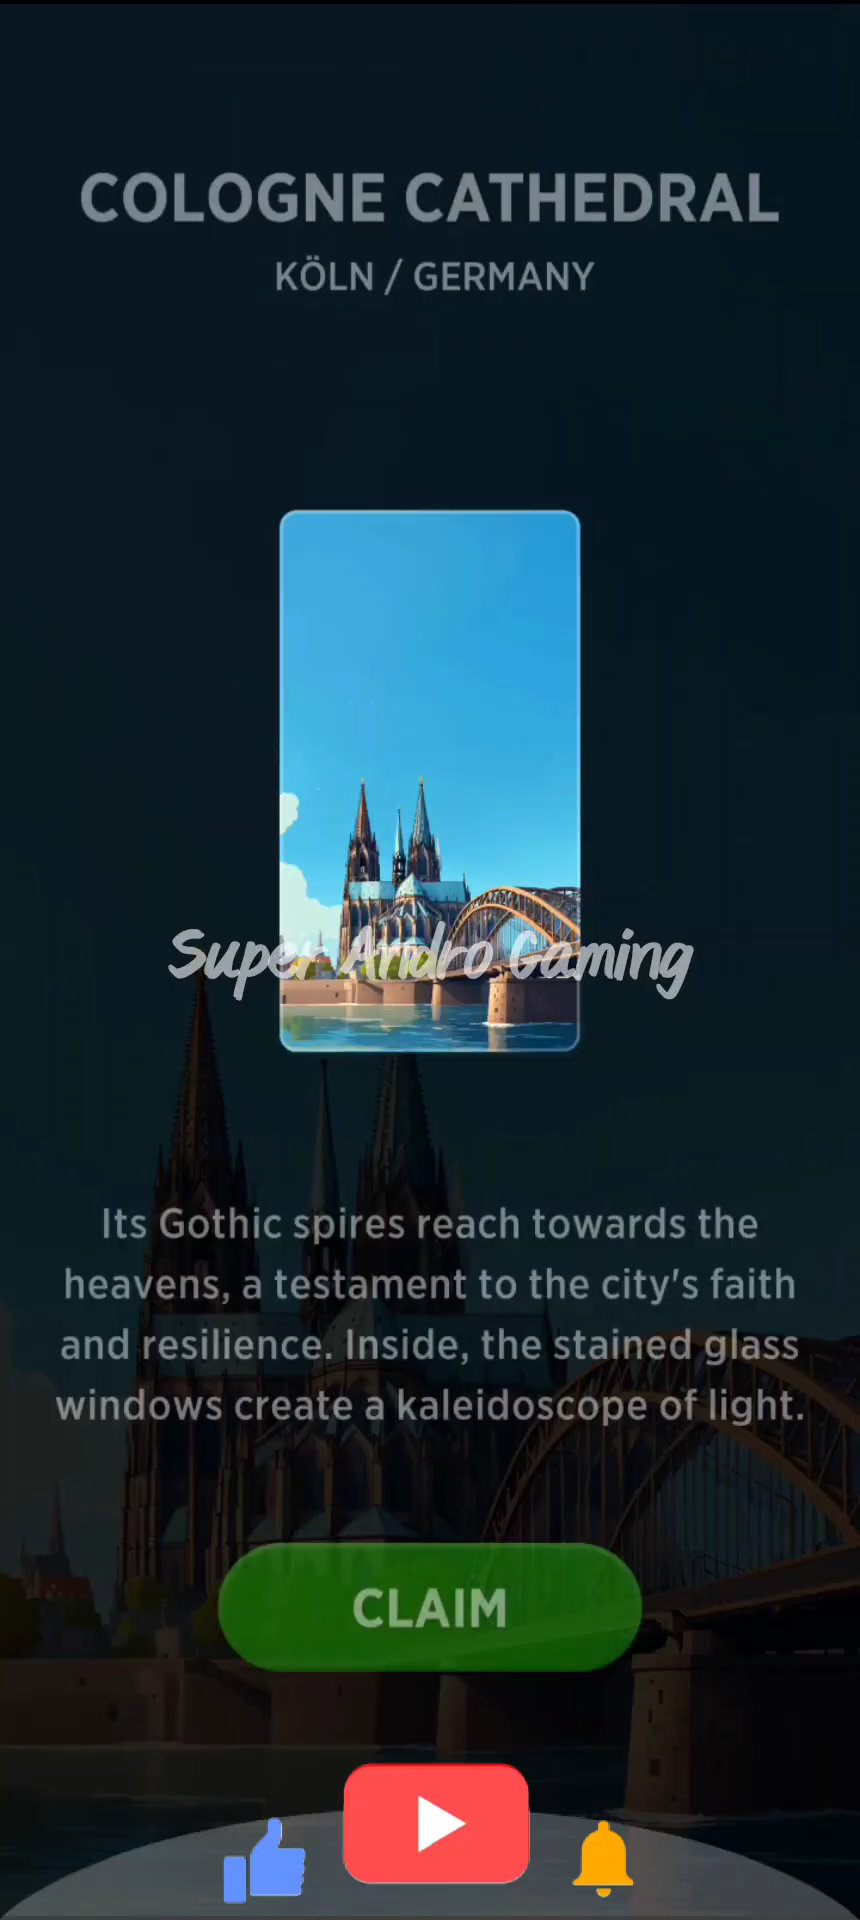 COLOGNE CATHEDRAL
KÖLN / GERMANY
Super Andro Gaming
Its Gothic spires reach towards the
heavens, a testament to the city's faith
and resilience. Inside, the stained glass
windows create a kaleidoscope of light.
CLAIM